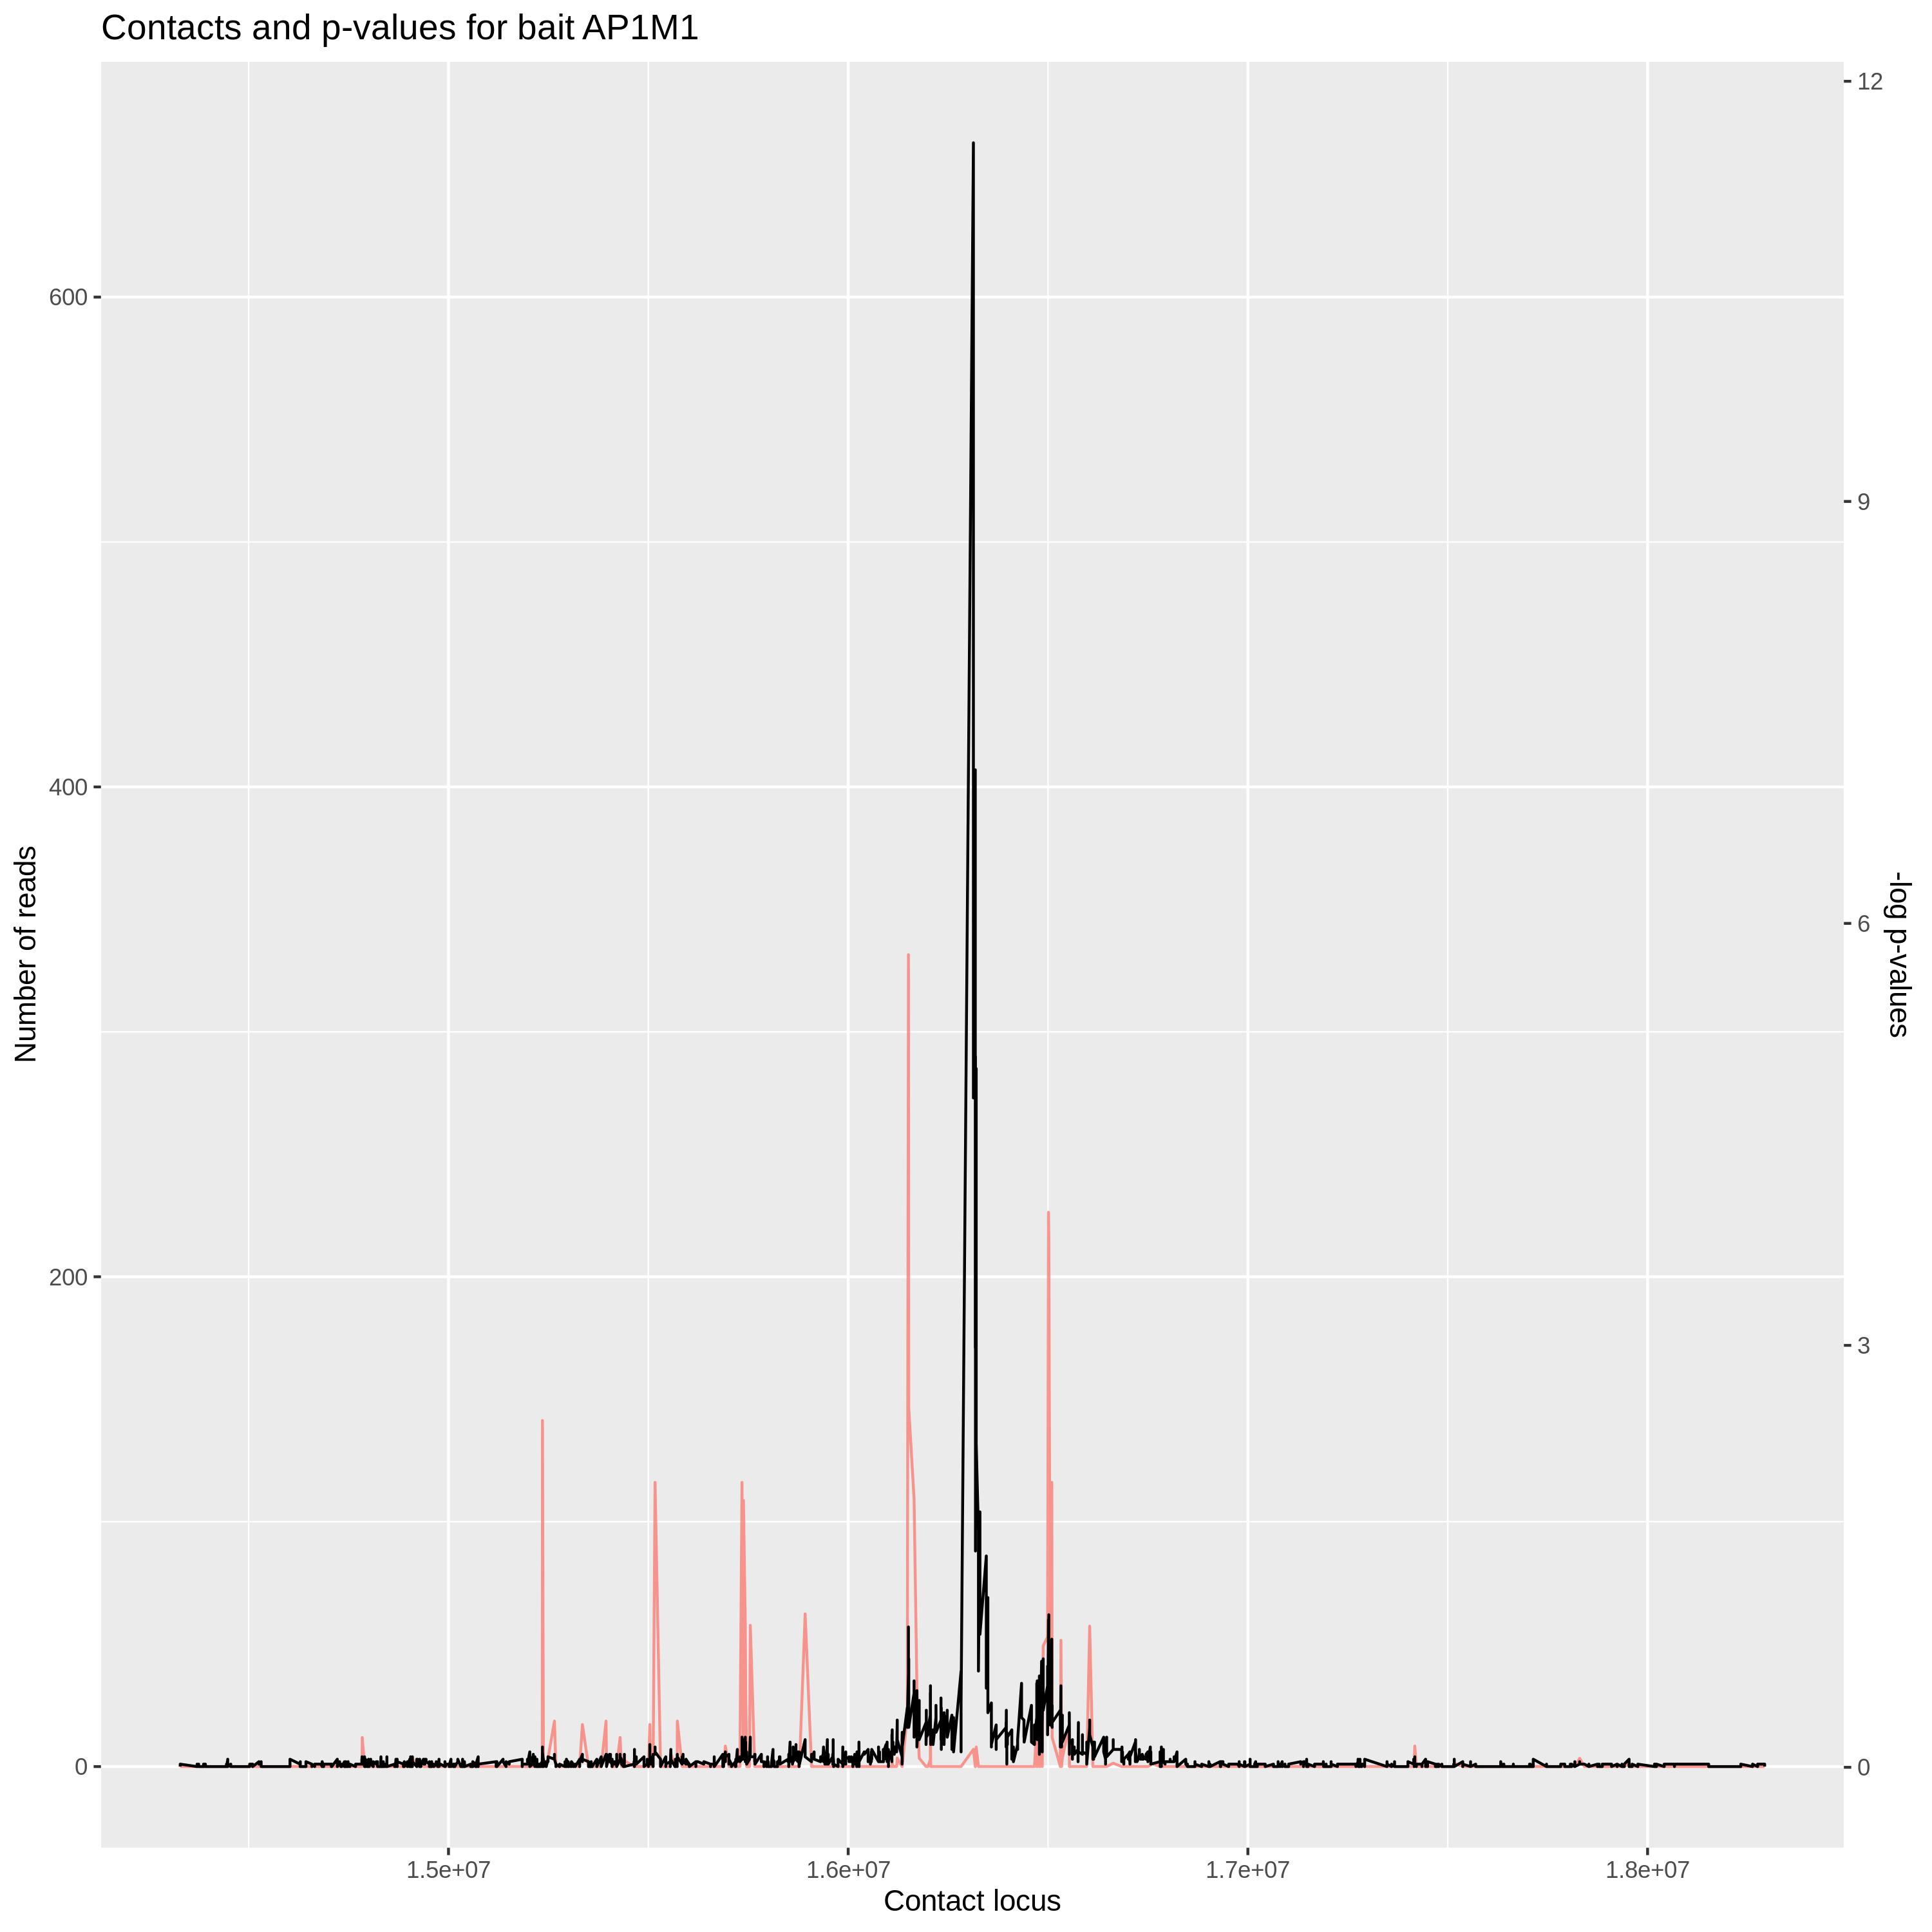 Contacts and p-values for bait AP1M1
12
600
9
400
6
Number of reads
-log p-values
200
3
0
0
1.5e+07 1.6e+07 1.7e+07 1.8e+07
Contact locus